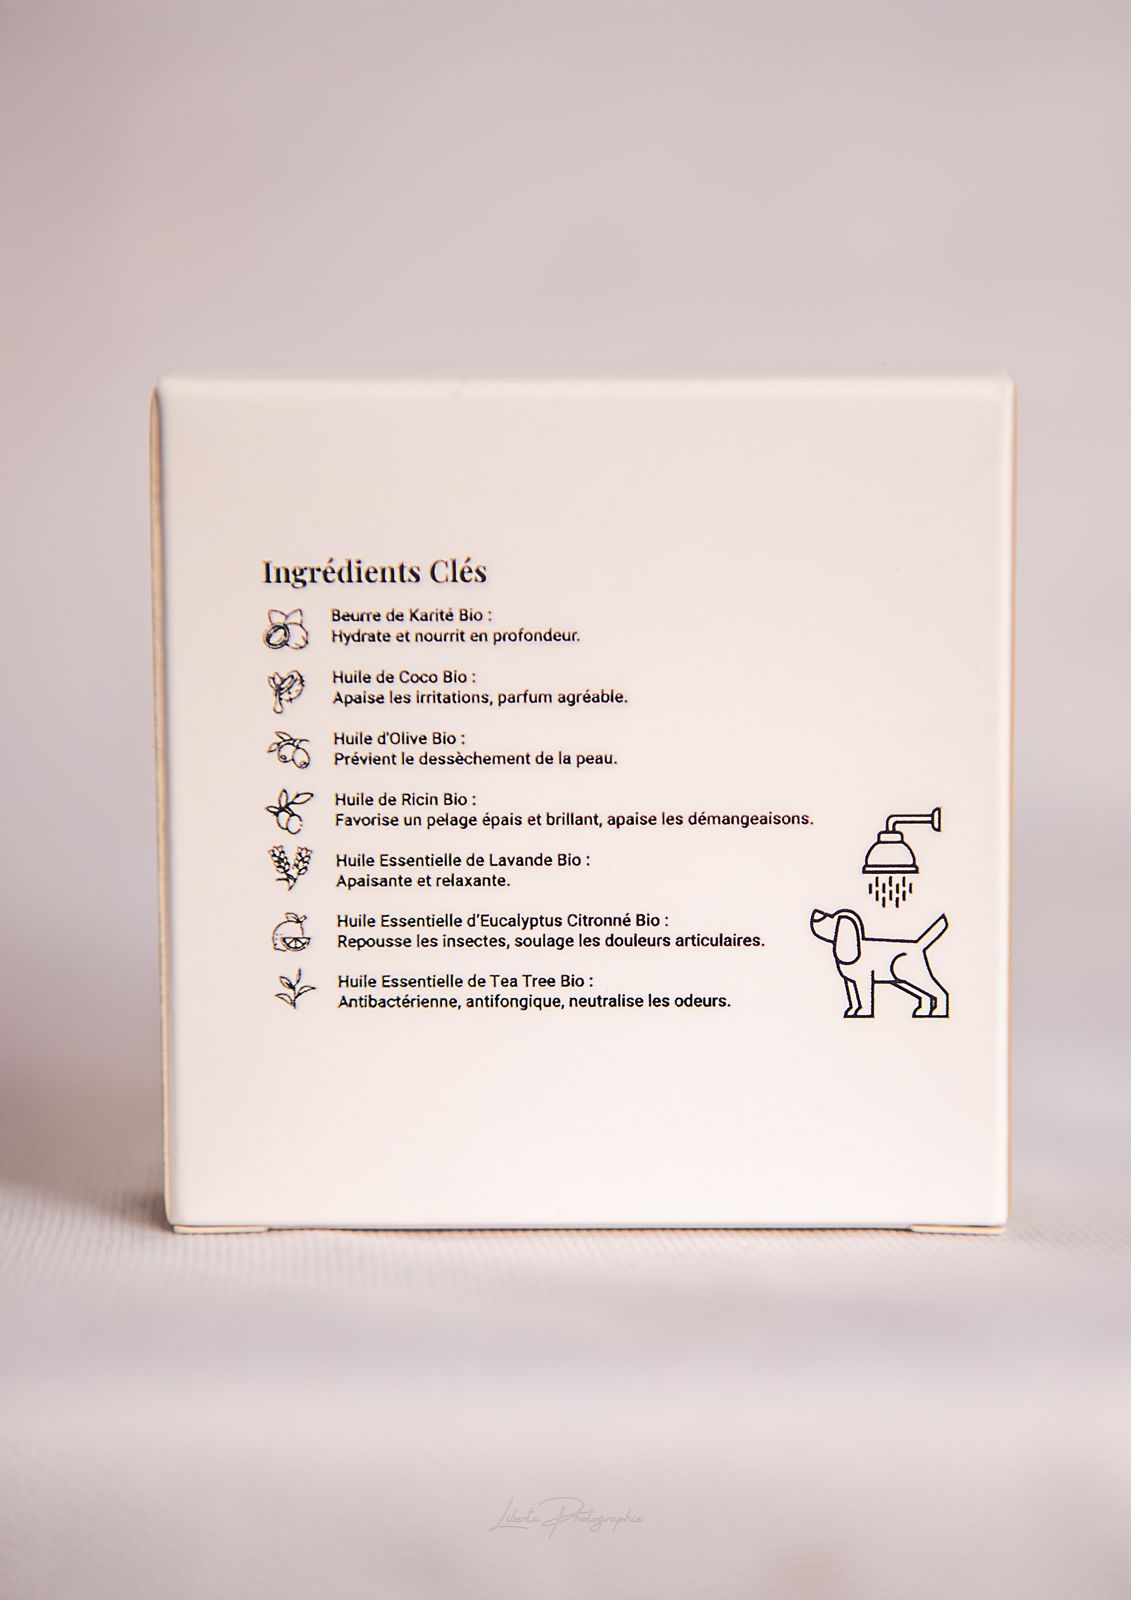 Ingrédients Clés
Beurre de Karité Bio :
Hydrate et nourrit en profondeur.
Huile de Coco Bio :
Apaise les irritations, parfum agréable.
Huile d'Olive Bio :
Prévient le dessèchement de la peau.
Huile de Ricin Bio :
Favorise un pelage épais et brillant, apaise les démangeaisons.
Huile Essentielle de Lavande Bio :
Apaisante et relaxante.
Huile Essentielle d'Eucalyptus Citronné Bio :
Repousse les insectes, soulage les douleurs articulaires.
Huile Essentielle de Tea Tree Bio :
Antibactérienne, antifongique, neutralise les odeurs.
Liberta Photographie